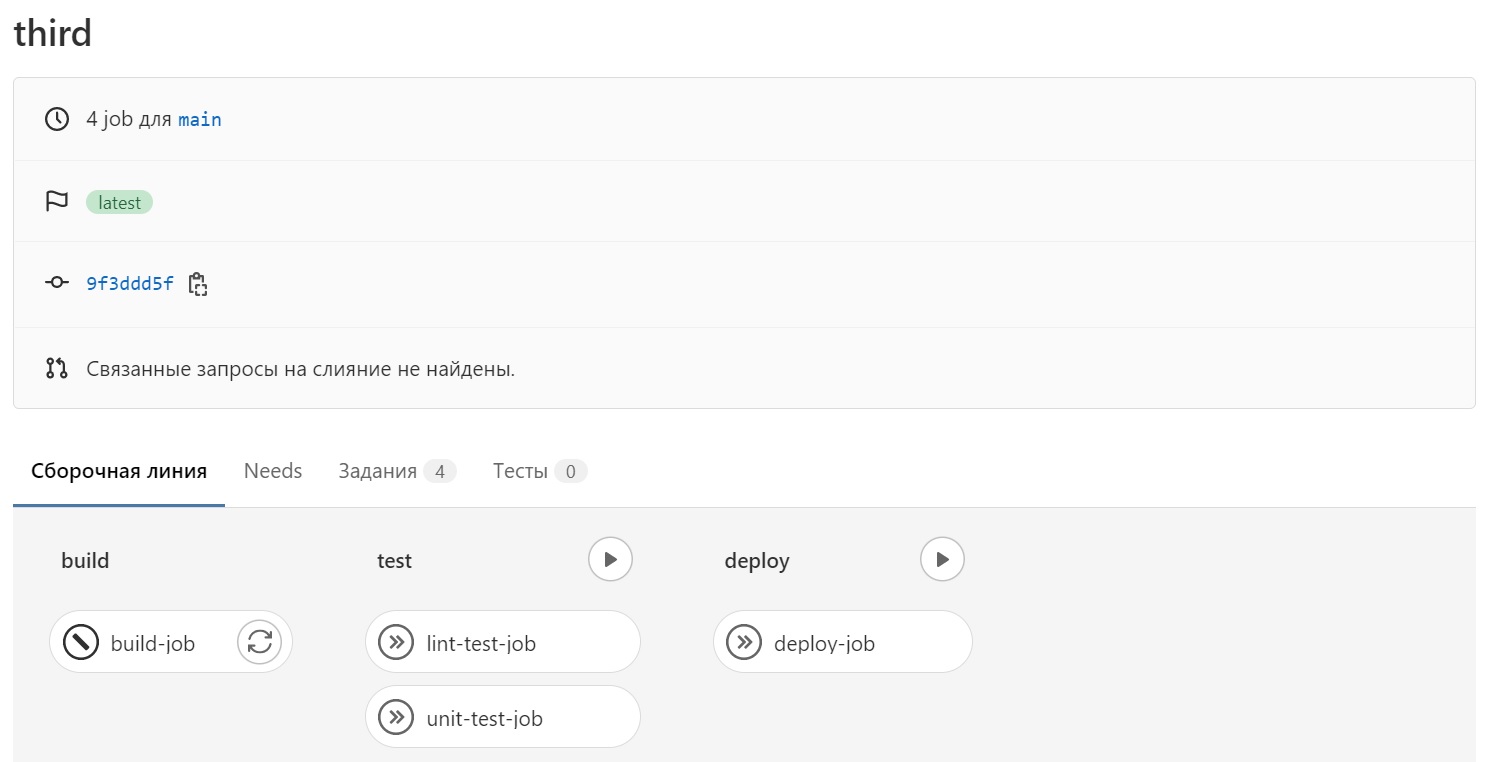 third
4 job для main
latest
9f3ddd5f
Связанные запросы на слияние не найдены.
Сборочная линия Needs Задания 4 Тесты 0
build test deploy
build-job lint-test-job deploy-job
unit-test-job